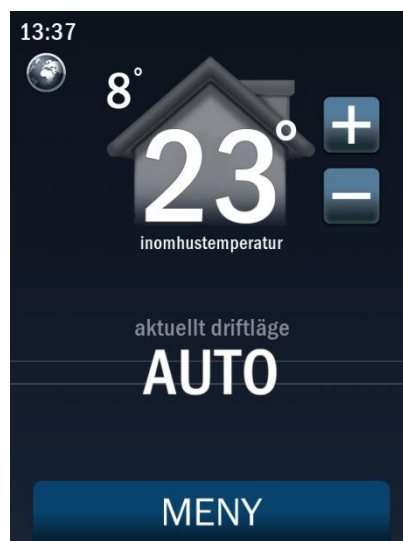 13:37
8°
23°
+
−
inomhustemperatur
aktuellt driftläge
AUTO
MENY